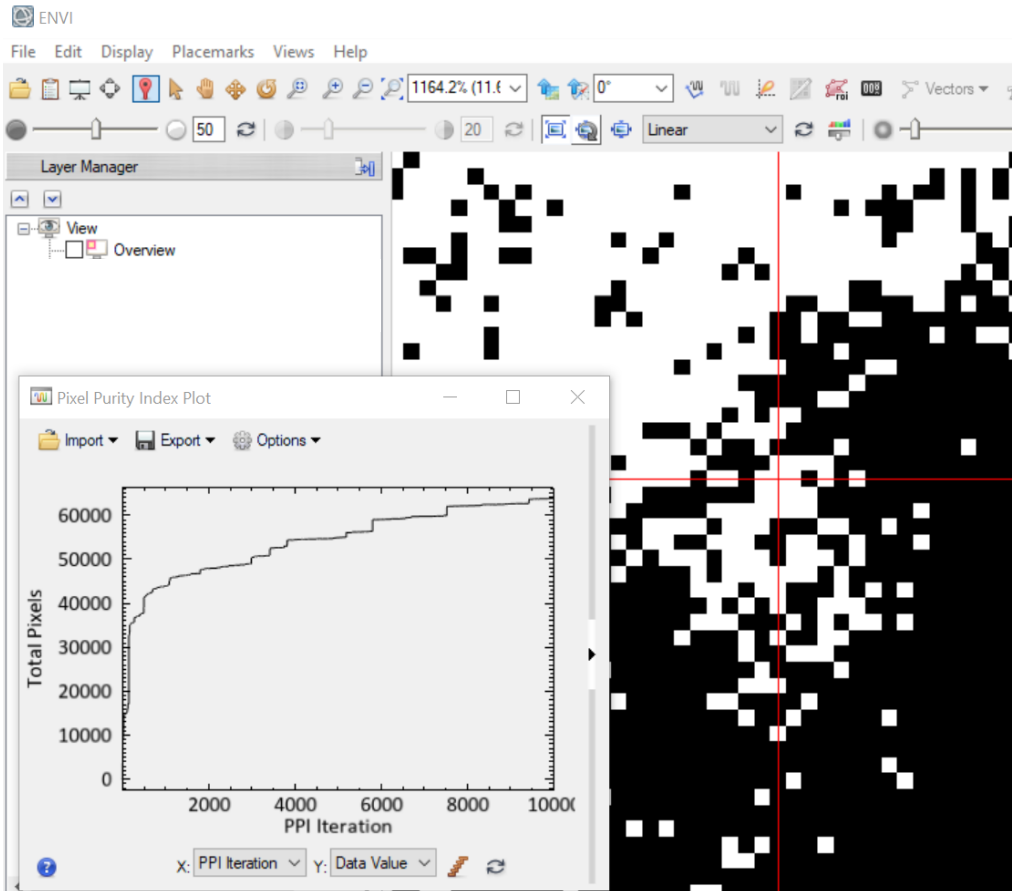 ENVI
File Edit Display Placemarks Views Help
1164.2% (11.6 0° Vectors
50 20 Linear
Layer Manager
View
Overview
Pixel Purity Index Plot
Import Export Options
60000
50000
40000
30000
20000
10000
0
Total Pixels
2000 4000 6000 8000 1000
PPI Iteration
X: PPI Iteration Y: Data Value